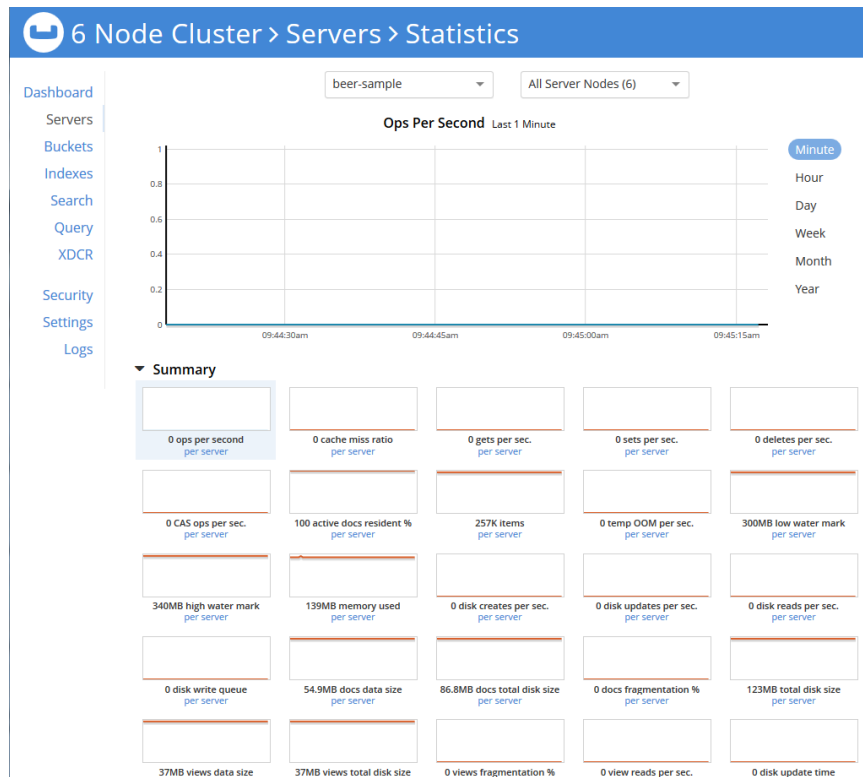 6 Node Cluster > Servers > Statistics
beer-sample
All Server Nodes (6)
Dashboard
Servers
Buckets
Indexes
Search
Query
XDCR
Security
Settings
Logs
Ops Per Second Last 1 Minute
1
0.8
0.6
0.4
0.2
0
09:44:30am 09:44:45am 09:45:00am 09:45:15am
Minute
Hour
Day
Week
Month
Year
Summary
0 ops per second 0 cache miss ratio 0 gets per sec. 0 sets per sec. 0 deletes per sec.
per server per server per server per server per server
0 CAS ops per sec. 100 active docs resident % 257K items 0 temp OOM per sec. 300MB low water mark
per server per server per server per server per server
340MB high water mark 139MB memory used 0 disk creates per sec. 0 disk updates per sec. 0 disk reads per sec.
per server per server per server per server per server
0 disk write queue 54.9MB docs data size 86.8MB docs total disk size 0 docs fragmentation % 123MB total disk size
per server per server per server per server per server
37MB views data size 37MB views total disk size 0 views fragmentation % 0 view reads per sec. 0 disk update time